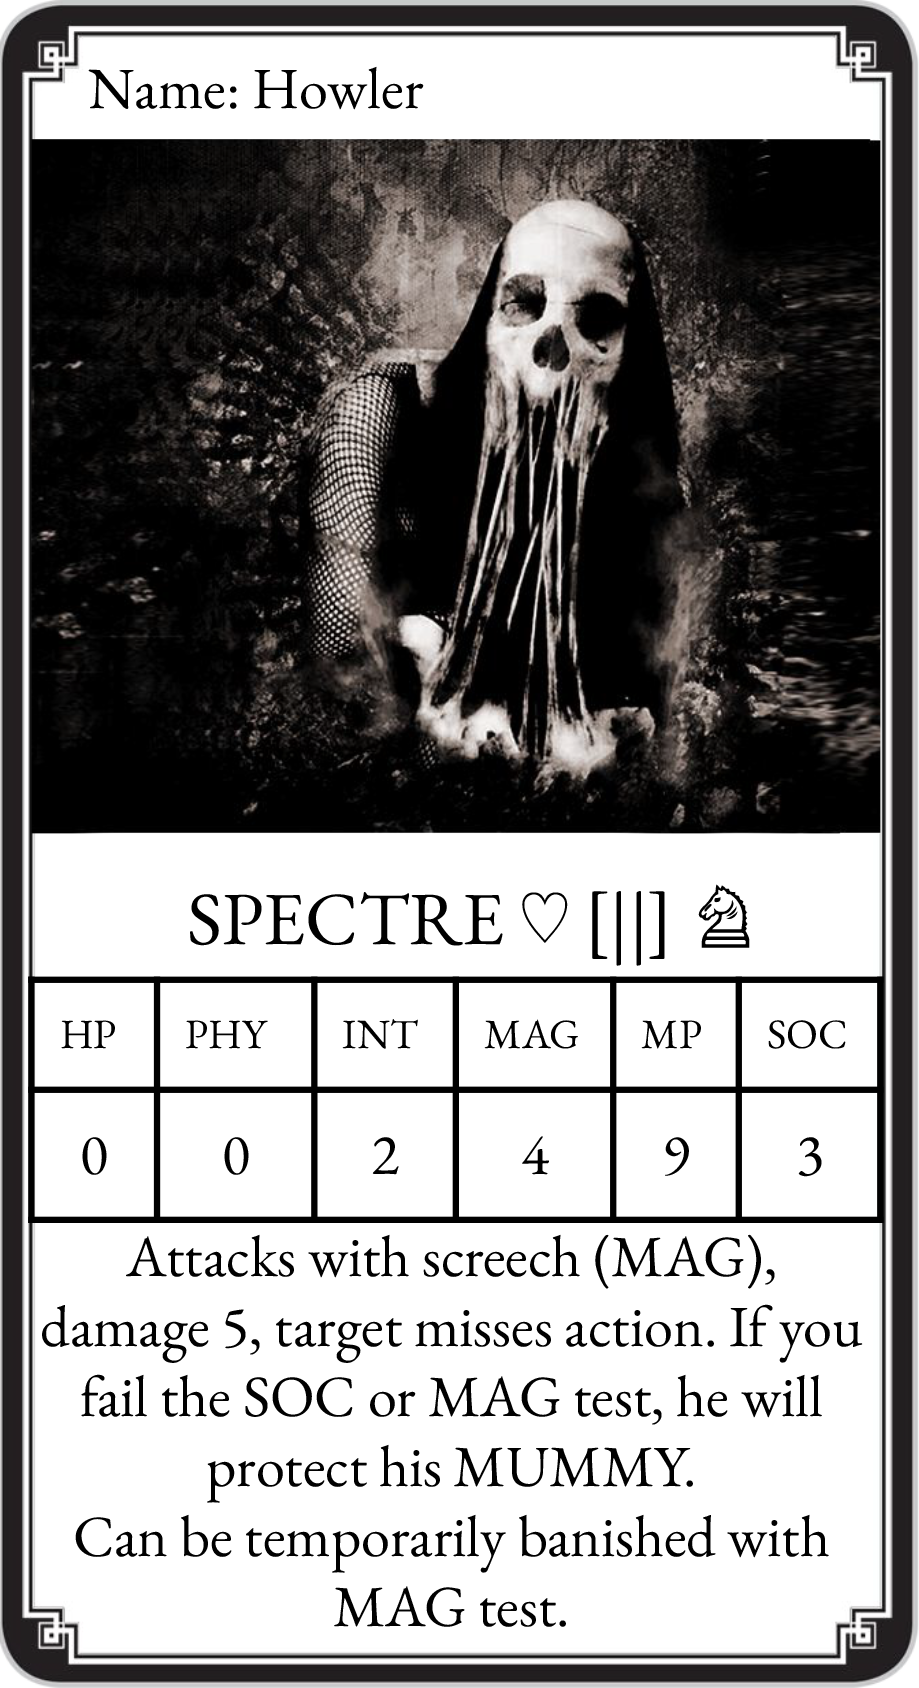 Name: Howler
SPECTRE ♡ [||] ♘
HP PHY INT MAG MP SOC
0 0 2 4 9 3
Attacks with screech (MAG),
damage 5, target misses action. If you
fail the SOC or MAG test, he will
protect his MUMMY.
Can be temporarily banished with
MAG test.